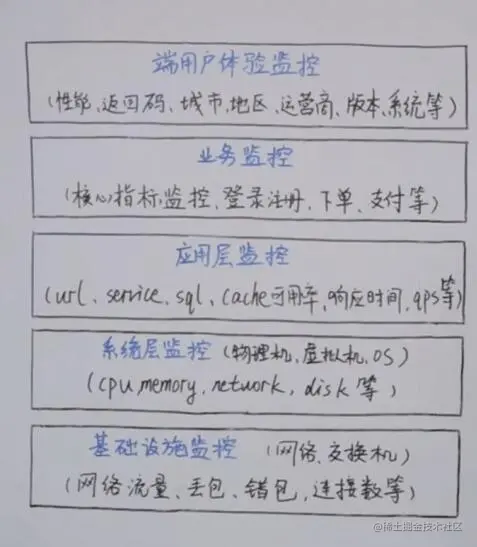 端用户体验监控
(性能、返回码、城市、地区、运营商、版本、系统等)
业务监控
(核心指标监控、登录注册、下单、支付等)
应用层监控
(url、service、sql、cache可用率、响应时间、qps等)
系统层监控 (物理机、虚拟机、OS)
(cpu、memory、network、disk等)
基础设施监控 (网络、交换机)
(网络流量、丢包、错包、连接数等)
@稀土掘金技术社区